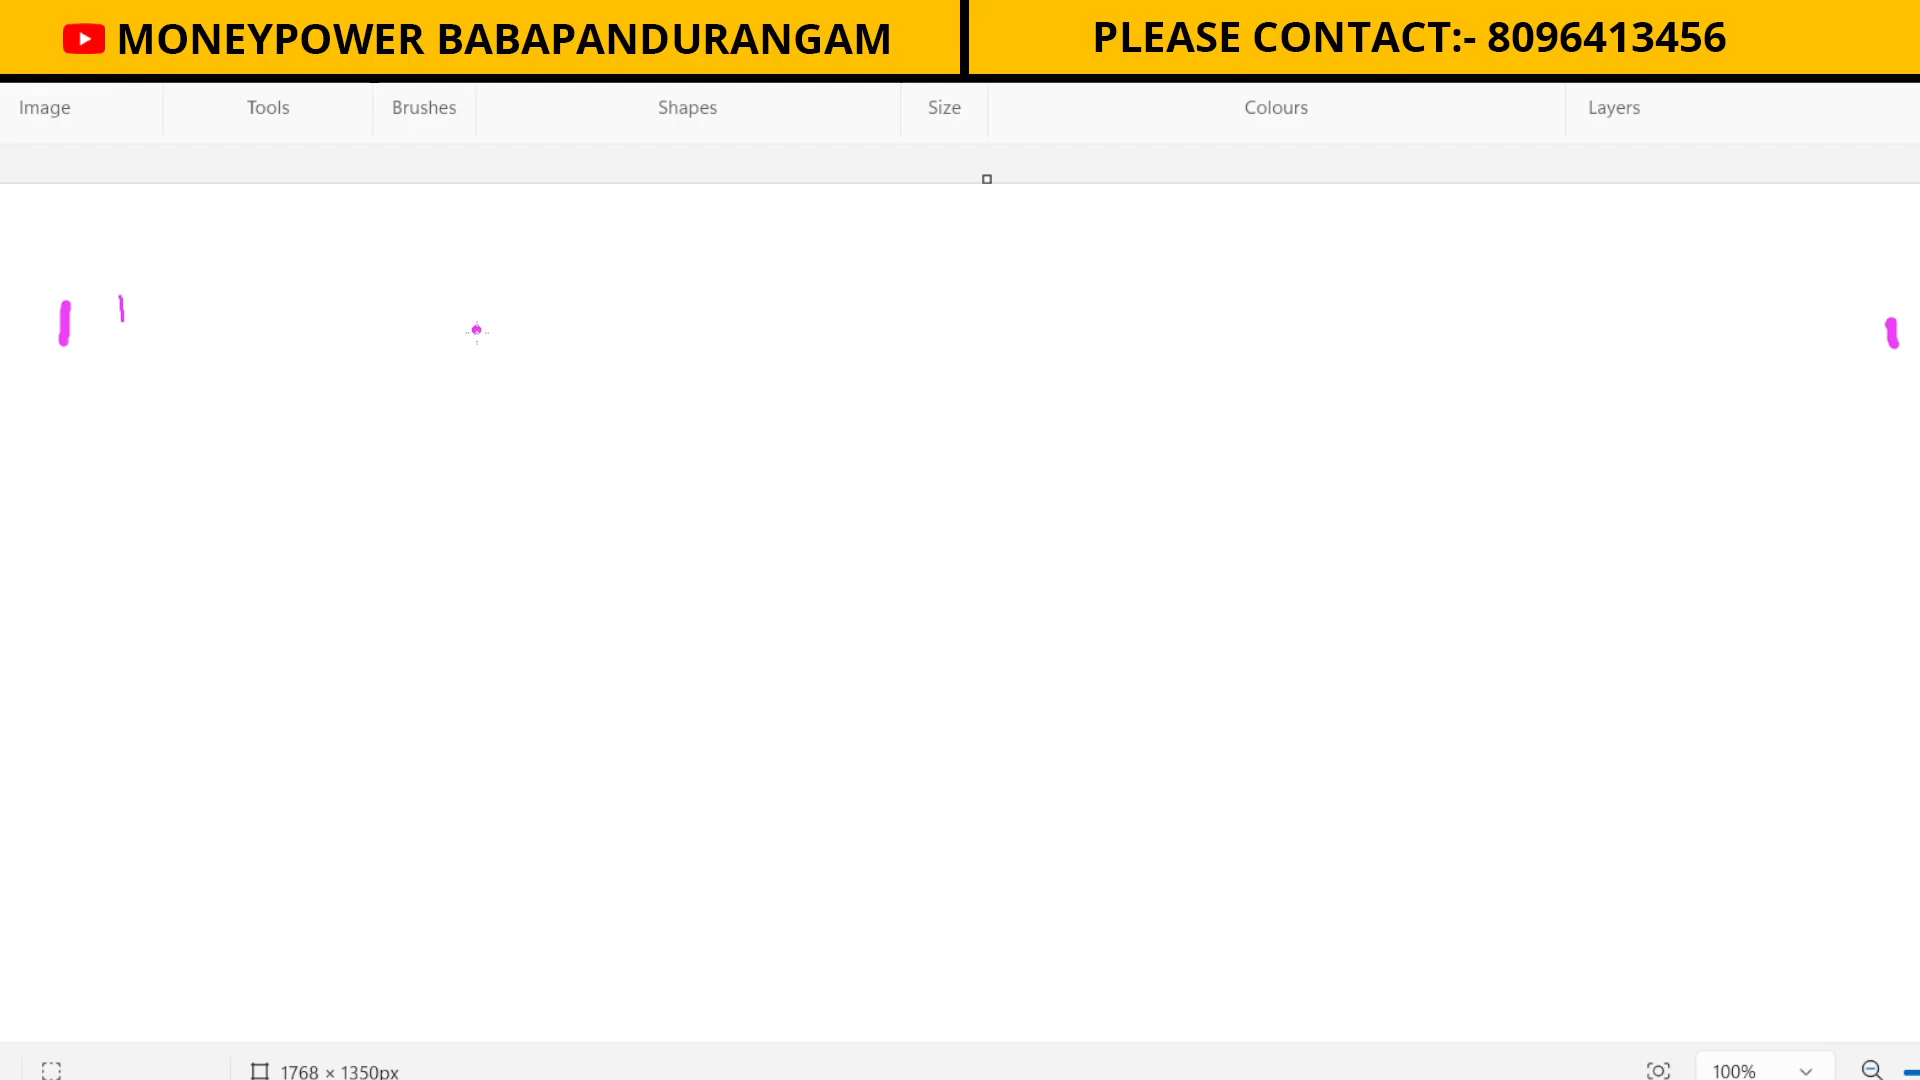 MONEYPOWER BABAPANDURANGAM
PLEASE CONTACT:- 8096413456
Image Tools Brushes Shapes Size Colours Layers
1768 × 1350px 100%